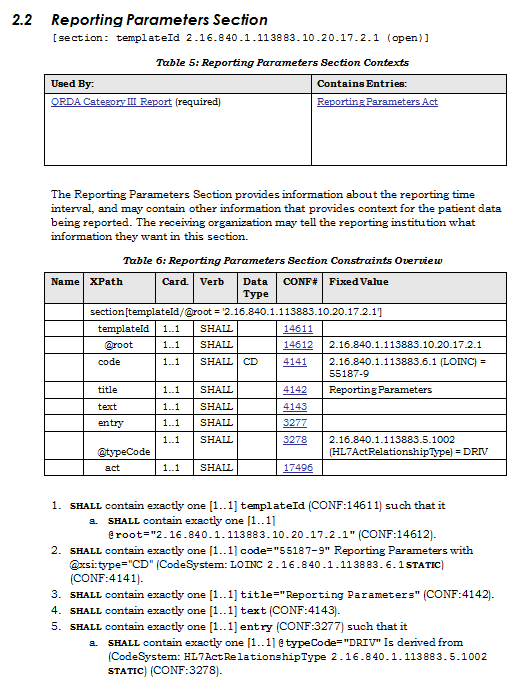 2.2 Reporting Parameters Section
[section: templateId 2.16.840.1.113883.10.20.17.2.1 (open)]
Table 5: Reporting Parameters Section Contexts
Used By: Contains Entries:
QRDA Category III Report (required) Reporting Parameters Act
The Reporting Parameters Section provides information about the reporting time
interval, and may contain other information that provides context for the patient data
being reported. The receiving organization may tell the reporting institution what
information they want in this section.
Table 6: Reporting Parameters Section Constraints Overview
Name XPath Card. Verb Data Type CONF# Fixed Value
section[templateId/@root = '2.16.840.1.113883.10.20.17.2.1']
templateId 1..1 SHALL 14611
@root 1..1 SHALL 14612 2.16.840.1.113883.10.20.17.2.1
code 1..1 SHALL CD 4141 2.16.840.1.113883.6.1 (LOINC) =
55187-9
title 1..1 SHALL 4142 Reporting Parameters
text 1..1 SHALL 4143
entry 1..1 SHALL 3277
@typeCode 1..1 SHALL 3278 2.16.840.1.113883.5.1002
(HL7ActRelationshipType) = DRIV
act 1..1 SHALL 17496
1. SHALL contain exactly one [1..1] templateId (CONF:14611) such that it
a. SHALL contain exactly one [1..1]
@root="2.16.840.1.113883.10.20.17.2.1" (CONF:14612).
2. SHALL contain exactly one [1..1] code="55187-9" Reporting Parameters with
@xsi:type="CD" (CodeSystem: LOINC 2.16.840.1.113883.6.1 STATIC)
(CONF:4141).
3. SHALL contain exactly one [1..1] title="Reporting Parameters" (CONF:4142).
4. SHALL contain exactly one [1..1] text (CONF:4143).
5. SHALL contain exactly one [1..1] entry (CONF:3277) such that it
a. SHALL contain exactly one [1..1] @typeCode="DRIV" Is derived from
(CodeSystem: HL7ActRelationshipType 2.16.840.1.113883.5.1002
STATIC) (CONF:3278).